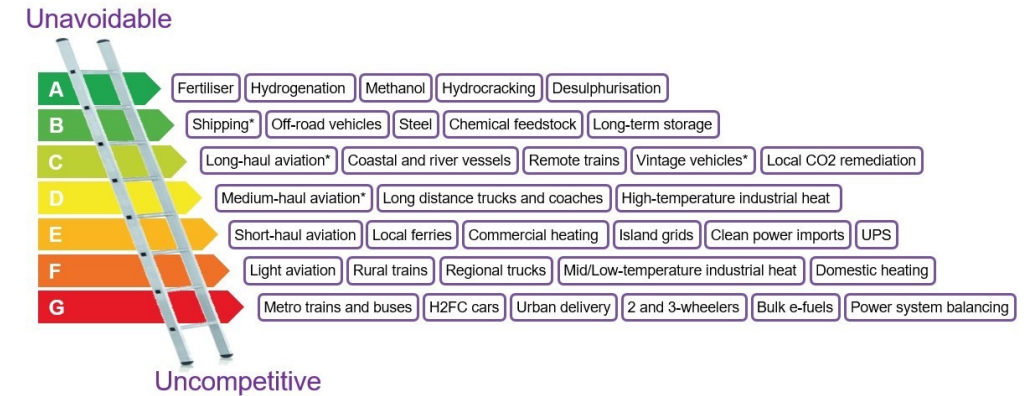 Unavoidable
A Fertiliser Hydrogenation Methanol Hydrocracking Desulphurisation
B Shipping* Off-road vehicles Steel Chemical feedstock Long-term storage
C Long-haul aviation* Coastal and river vessels Remote trains Vintage vehicles* Local CO2 remediation
D Medium-haul aviation* Long distance trucks and coaches High-temperature industrial heat
E Short-haul aviation Local ferries Commercial heating Island grids Clean power imports UPS
F Light aviation Rural trains Regional trucks Mid/Low-temperature industrial heat Domestic heating
G Metro trains and buses H2FC cars Urban delivery 2 and 3-wheelers Bulk e-fuels Power system balancing
Uncompetitive